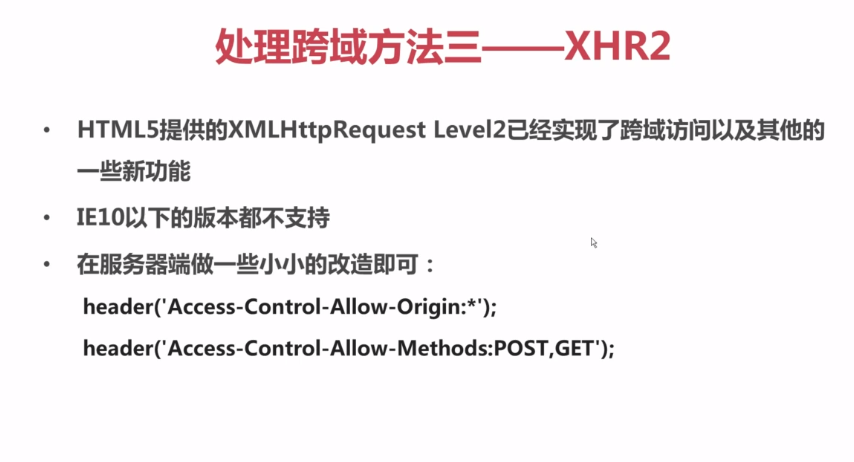 处理跨域方法三——XHR2
• HTML5提供的XMLHttpRequest Level2已经实现了跨域访问以及其他的
一些新功能
• IE10以下的版本都不支持
• 在服务器端做一些小小的改造即可：
header('Access-Control-Allow-Origin:*');
header('Access-Control-Allow-Methods:POST,GET');